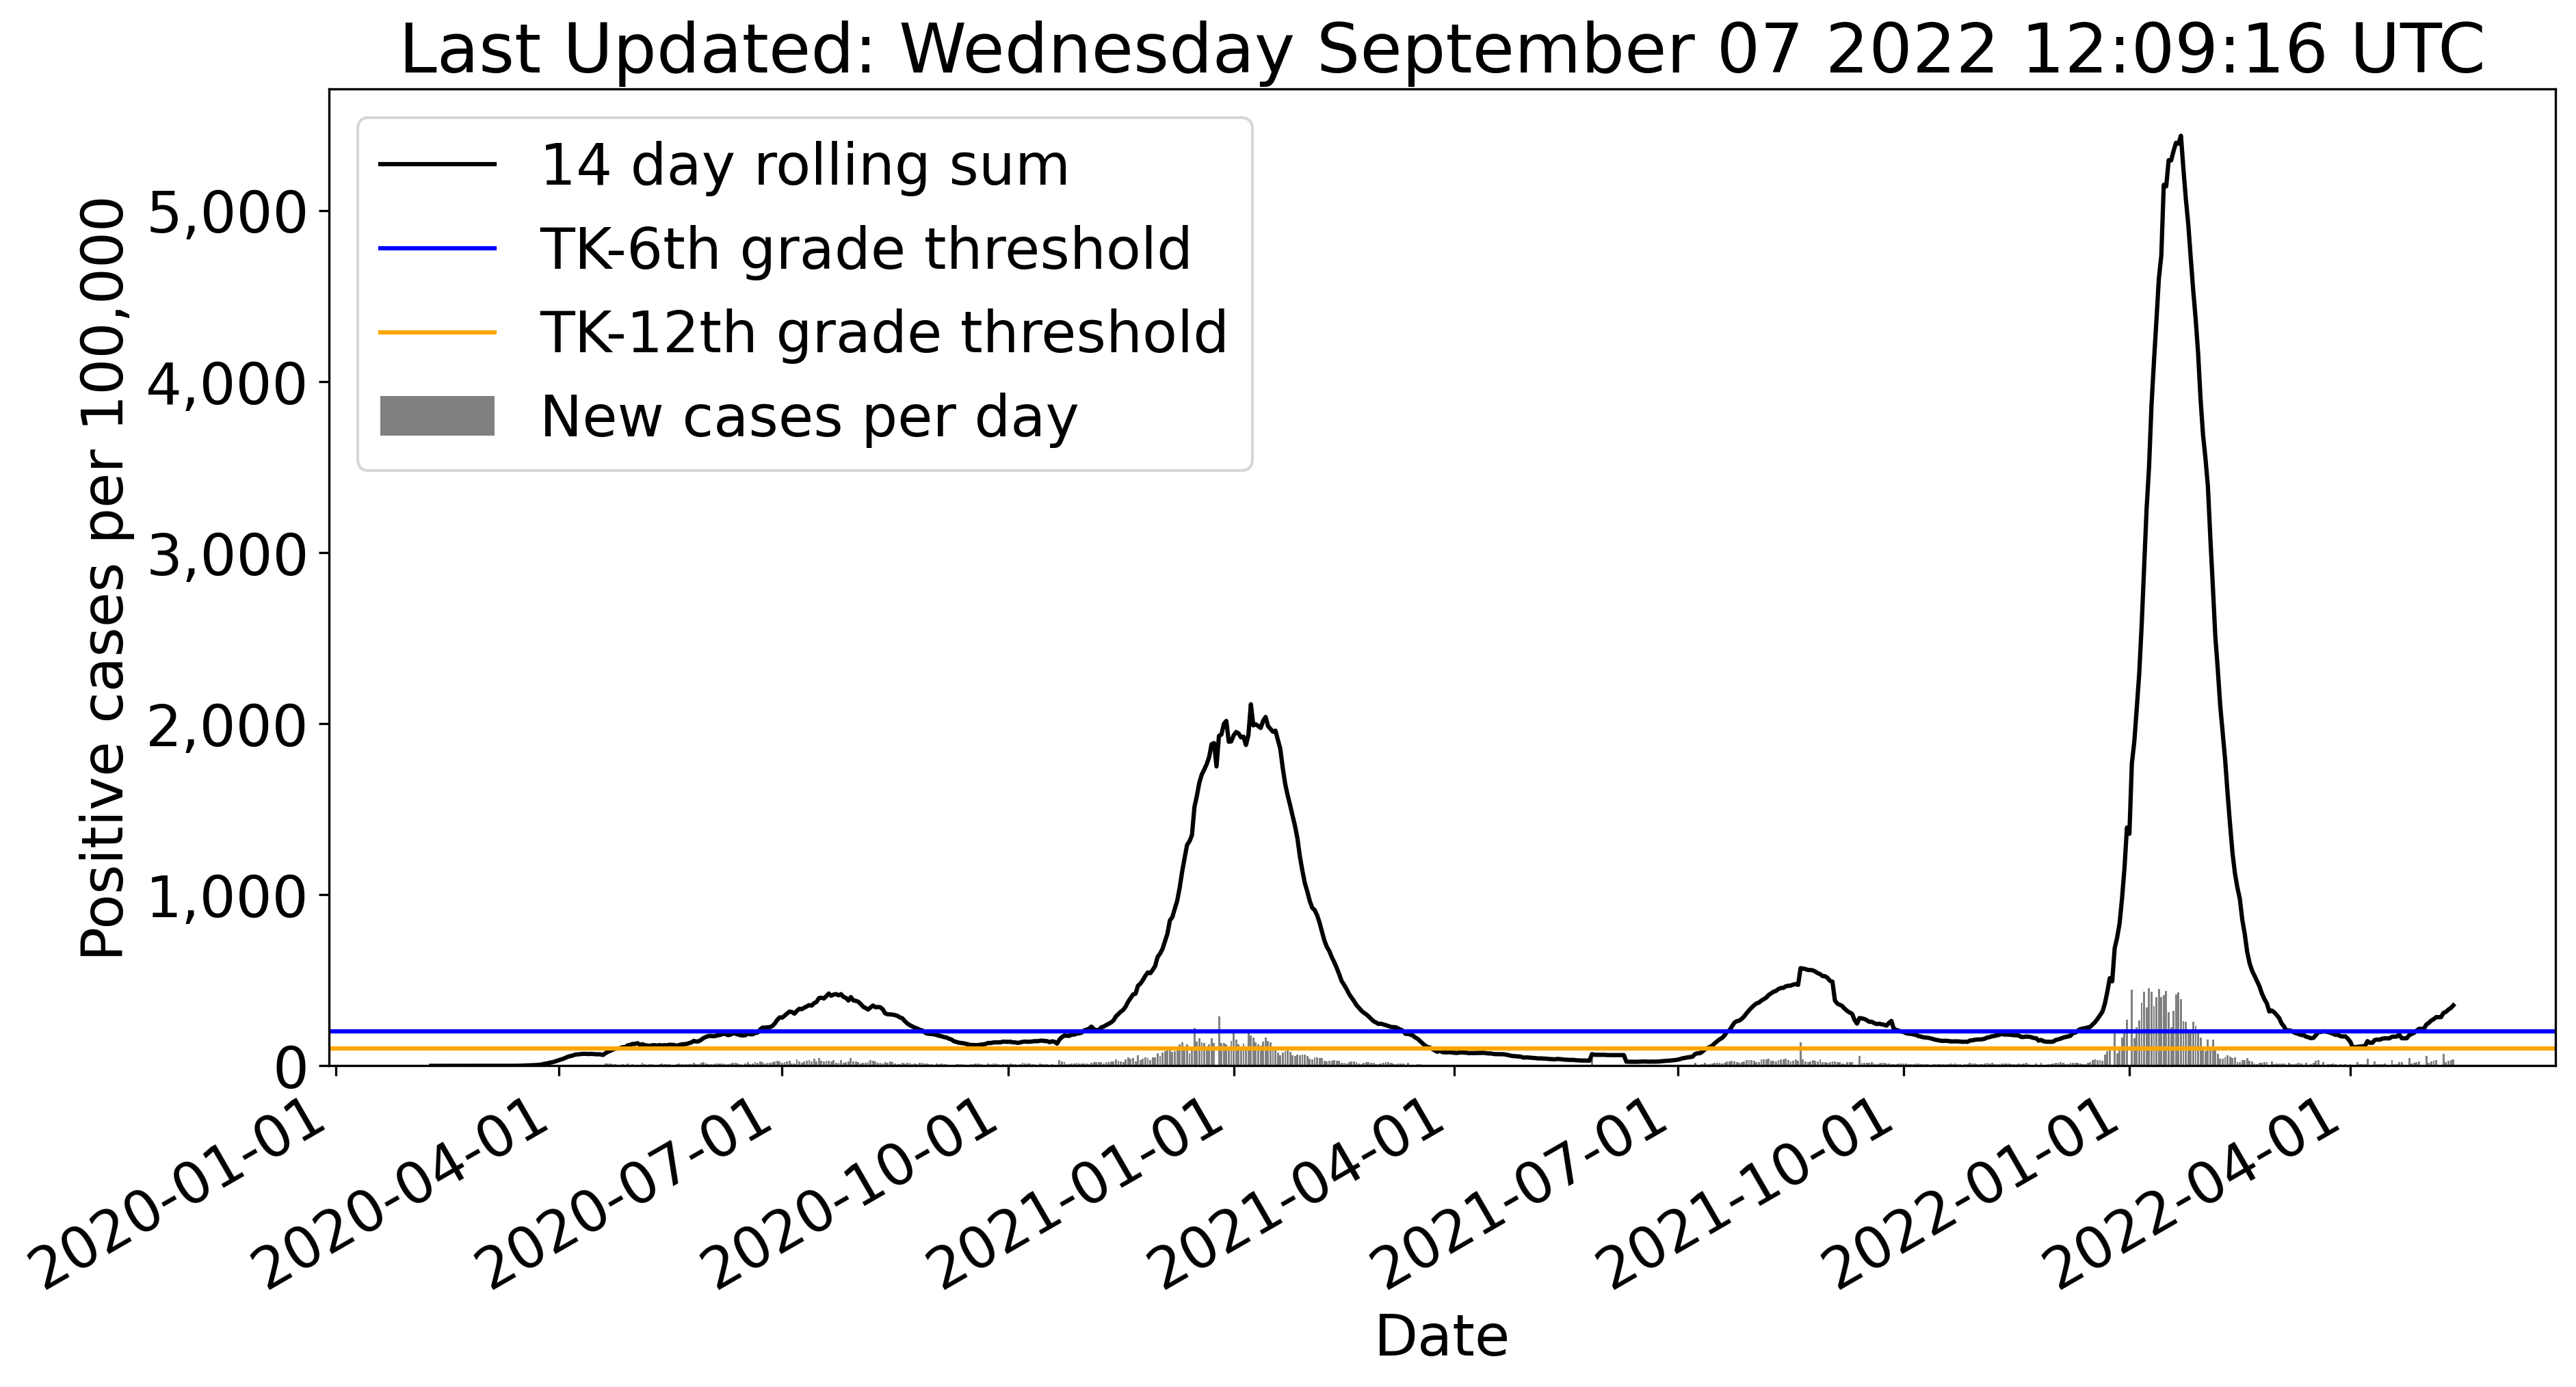 Last Updated: Wednesday September 07 2022 12:09:16 UTC
14 day rolling sum
TK-6th grade threshold
TK-12th grade threshold
New cases per day
Positive cases per 100,000
5,000
4,000
3,000
2,000
1,000
0
2020-01-01
2020-04-01
2020-07-01
2020-10-01
2021-01-01
2021-04-01
2021-07-01
2021-10-01
2022-01-01
2022-04-01
Date